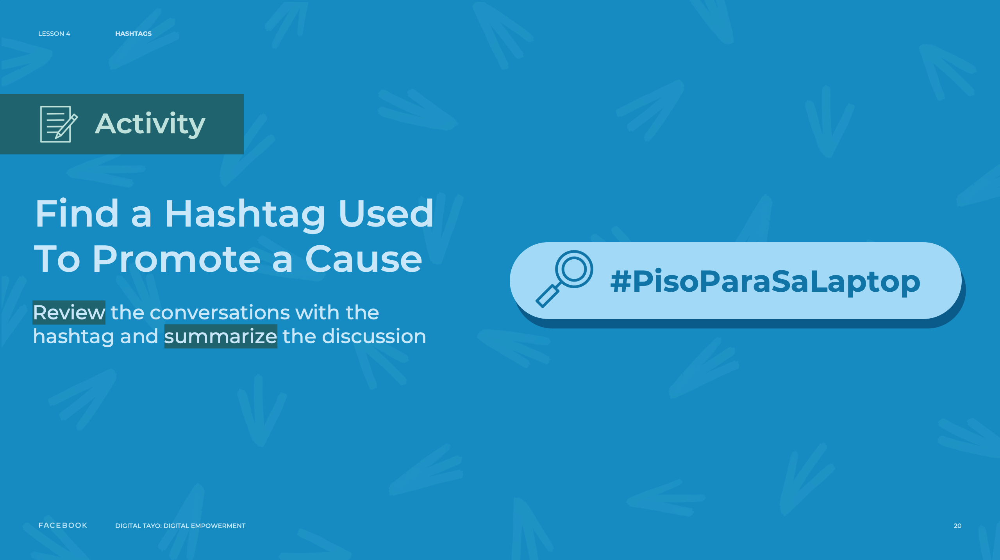 LESSON 4
HASHTAGS
Activity
Find a Hashtag Used
To Promote a Cause
Review the conversations with the
hashtag and summarize the discussion
#PisoParaSaLaptop
FACEBOOK
DIGITAL TAYO: DIGITAL EMPOWERMENT
20